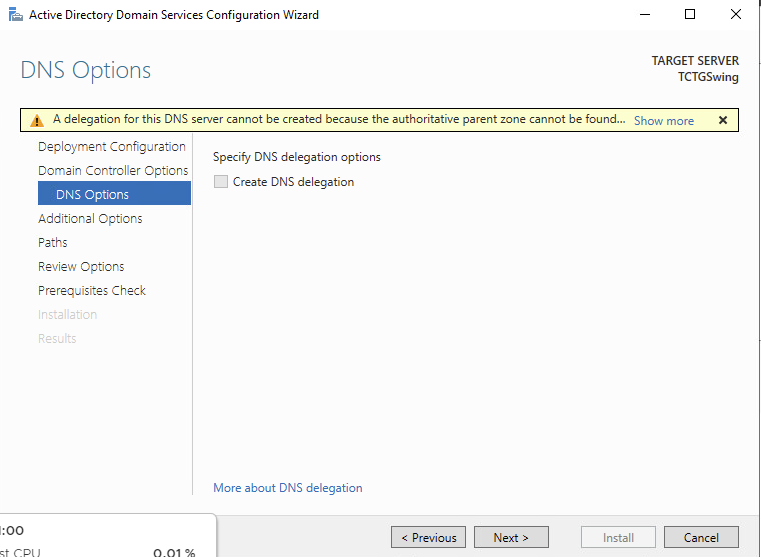 Active Directory Domain Services Configuration Wizard
DNS Options
TARGET SERVER
TCTGSwing
A delegation for this DNS server cannot be created because the authoritative parent zone cannot be found... Show more
Deployment Configuration
Domain Controller Options
DNS Options
Additional Options
Paths
Review Options
Prerequisites Check
Installation
Results
Specify DNS delegation options
Create DNS delegation
More about DNS delegation
< Previous
Next >
Install
Cancel
:00
st CPU 0.01 %